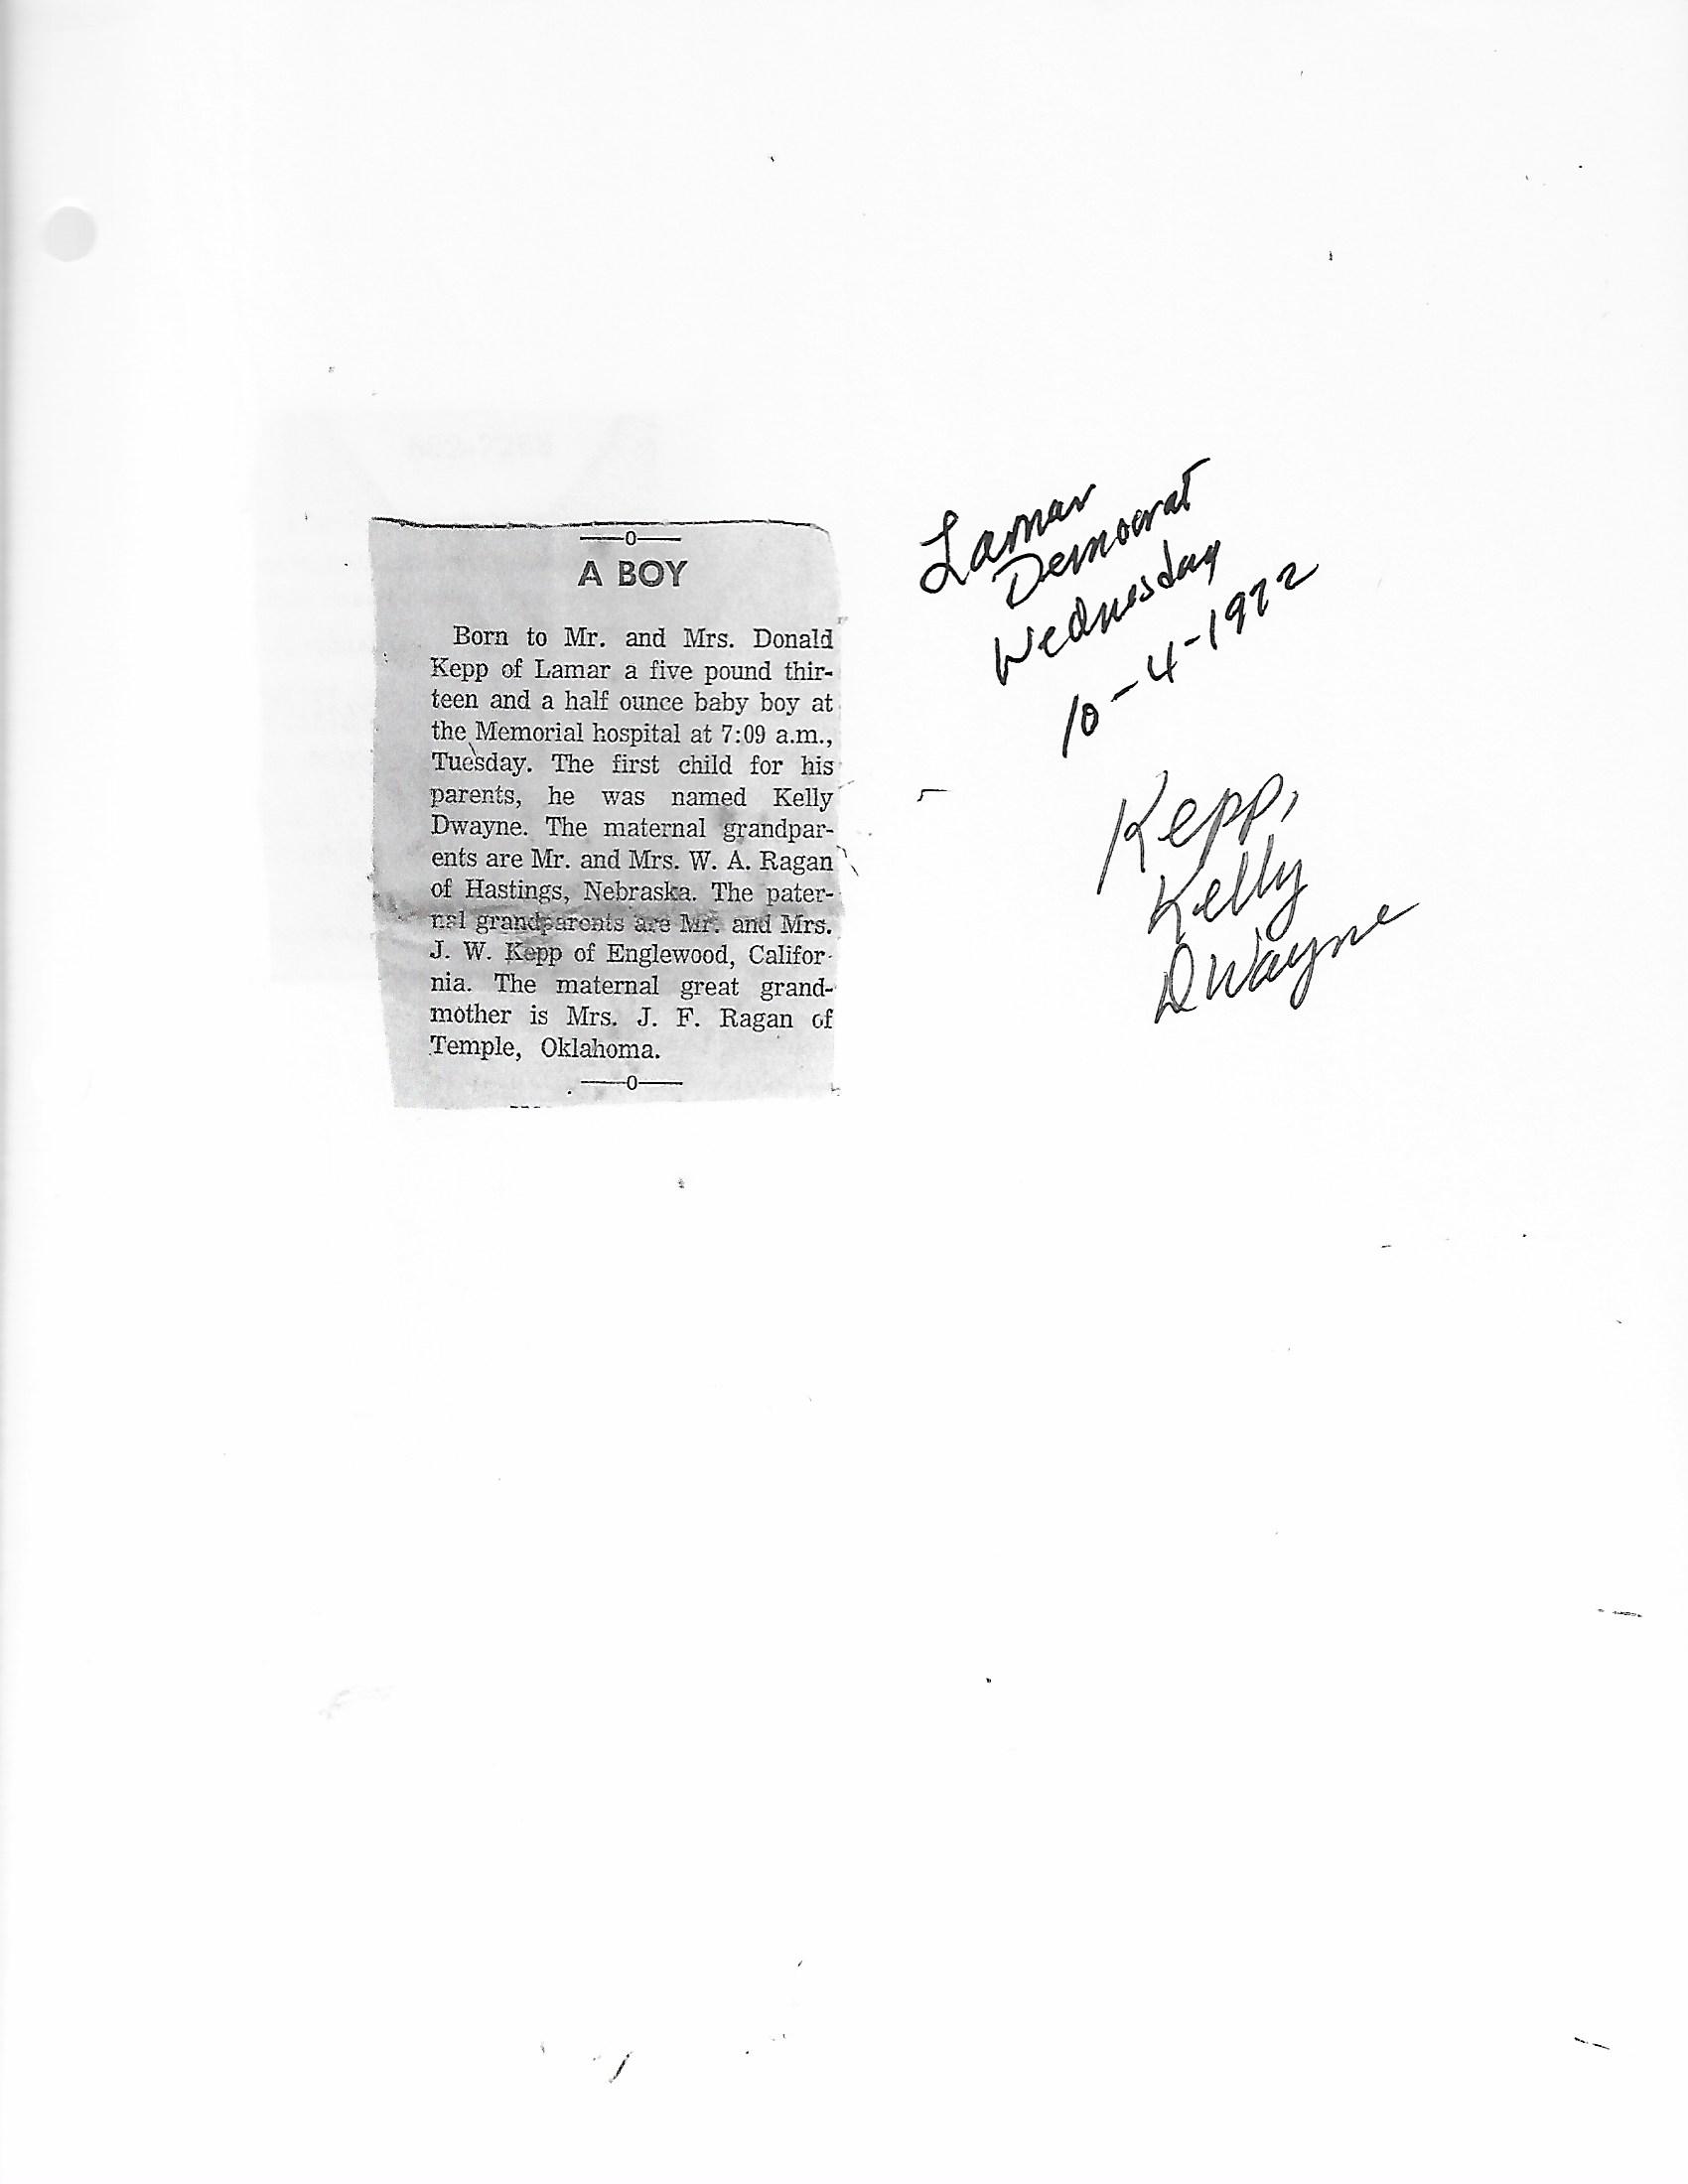 —o—
A BOY
Born to Mr. and Mrs. Donald
Kepp of Lamar a five pound thir-
teen and a half ounce baby boy at
the Memorial hospital at 7:09 a.m.,
Tuesday. The first child for his
parents, he was named Kelly
Dwayne. The maternal grandpar-
ents are Mr. and Mrs. W. A. Ragan
of Hastings, Nebraska. The pater-
nal grandparents are Mr. and Mrs.
J. W. Kepp of Englewood, Califor-
nia. The maternal great grand-
mother is Mrs. J. F. Ragan of
Temple, Oklahoma.
—o—
Lamar
Democrat
Wednesday
10-4-1972
Kepp,
Kelly
Dwayne